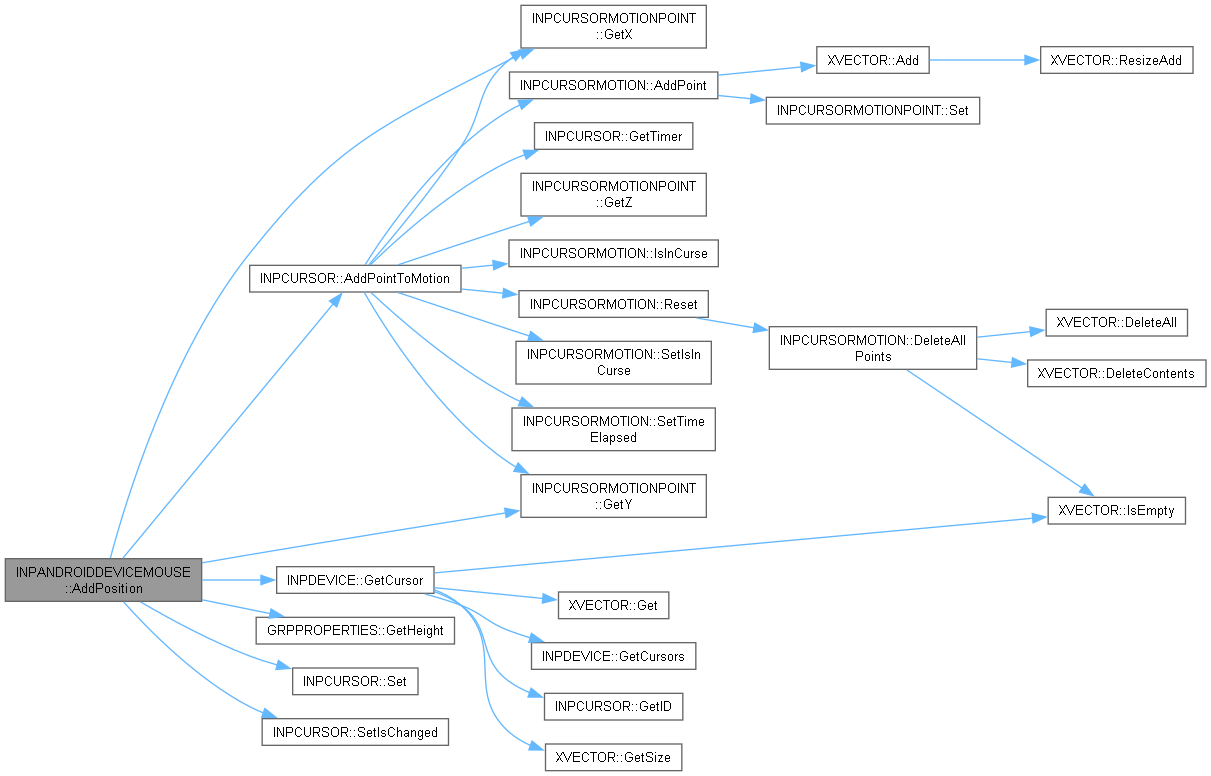 INPCURSORMOTIONPOINT
::GetX
XVECTOR::Add
XVECTOR::ResizeAdd
INPCURSORMOTION::AddPoint
INPCURSORMOTIONPOINT::Set
INPCURSOR::GetTimer
INPCURSORMOTIONPOINT
::GetZ
INPCURSORMOTION::IsInCurse
INPCURSOR::AddPointToMotion
INPCURSORMOTION::Reset
XVECTOR::DeleteAll
INPCURSORMOTION::DeleteAll
Points
INPCURSORMOTION::SetIsIn
Curse
XVECTOR::DeleteContents
INPCURSORMOTION::SetTime
Elapsed
INPCURSORMOTIONPOINT
::GetY
XVECTOR::IsEmpty
INPANDROIDDEVICEMOUSE
::AddPosition
INPDEVICE::GetCursor
XVECTOR::Get
GRPPROPERTIES::GetHeight
INPDEVICE::GetCursors
INPCURSOR::Set
INPCURSOR::GetID
INPCURSOR::SetIsChanged
XVECTOR::GetSize